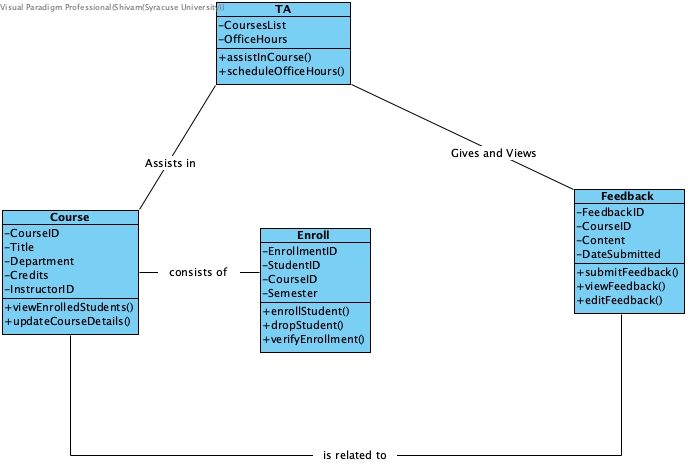 Visual Paradigm Professional(Shivam(Syracuse University))
TA
-CoursesList
-OfficeHours
+assistInCourse()
+scheduleOfficeHours()
Assists in
Gives and Views
Course
-CourseID
-Title
-Department
-Credits
-InstructorID
+viewEnrolledStudents()
+updateCourseDetails()
consists of
Enroll
-EnrollmentID
-StudentID
-CourseID
-Semester
+enrollStudent()
+dropStudent()
+verifyEnrollment()
Feedback
-FeedbackID
-CourseID
-Content
-DateSubmitted
+submitFeedback()
+viewFeedback()
+editFeedback()
is related to